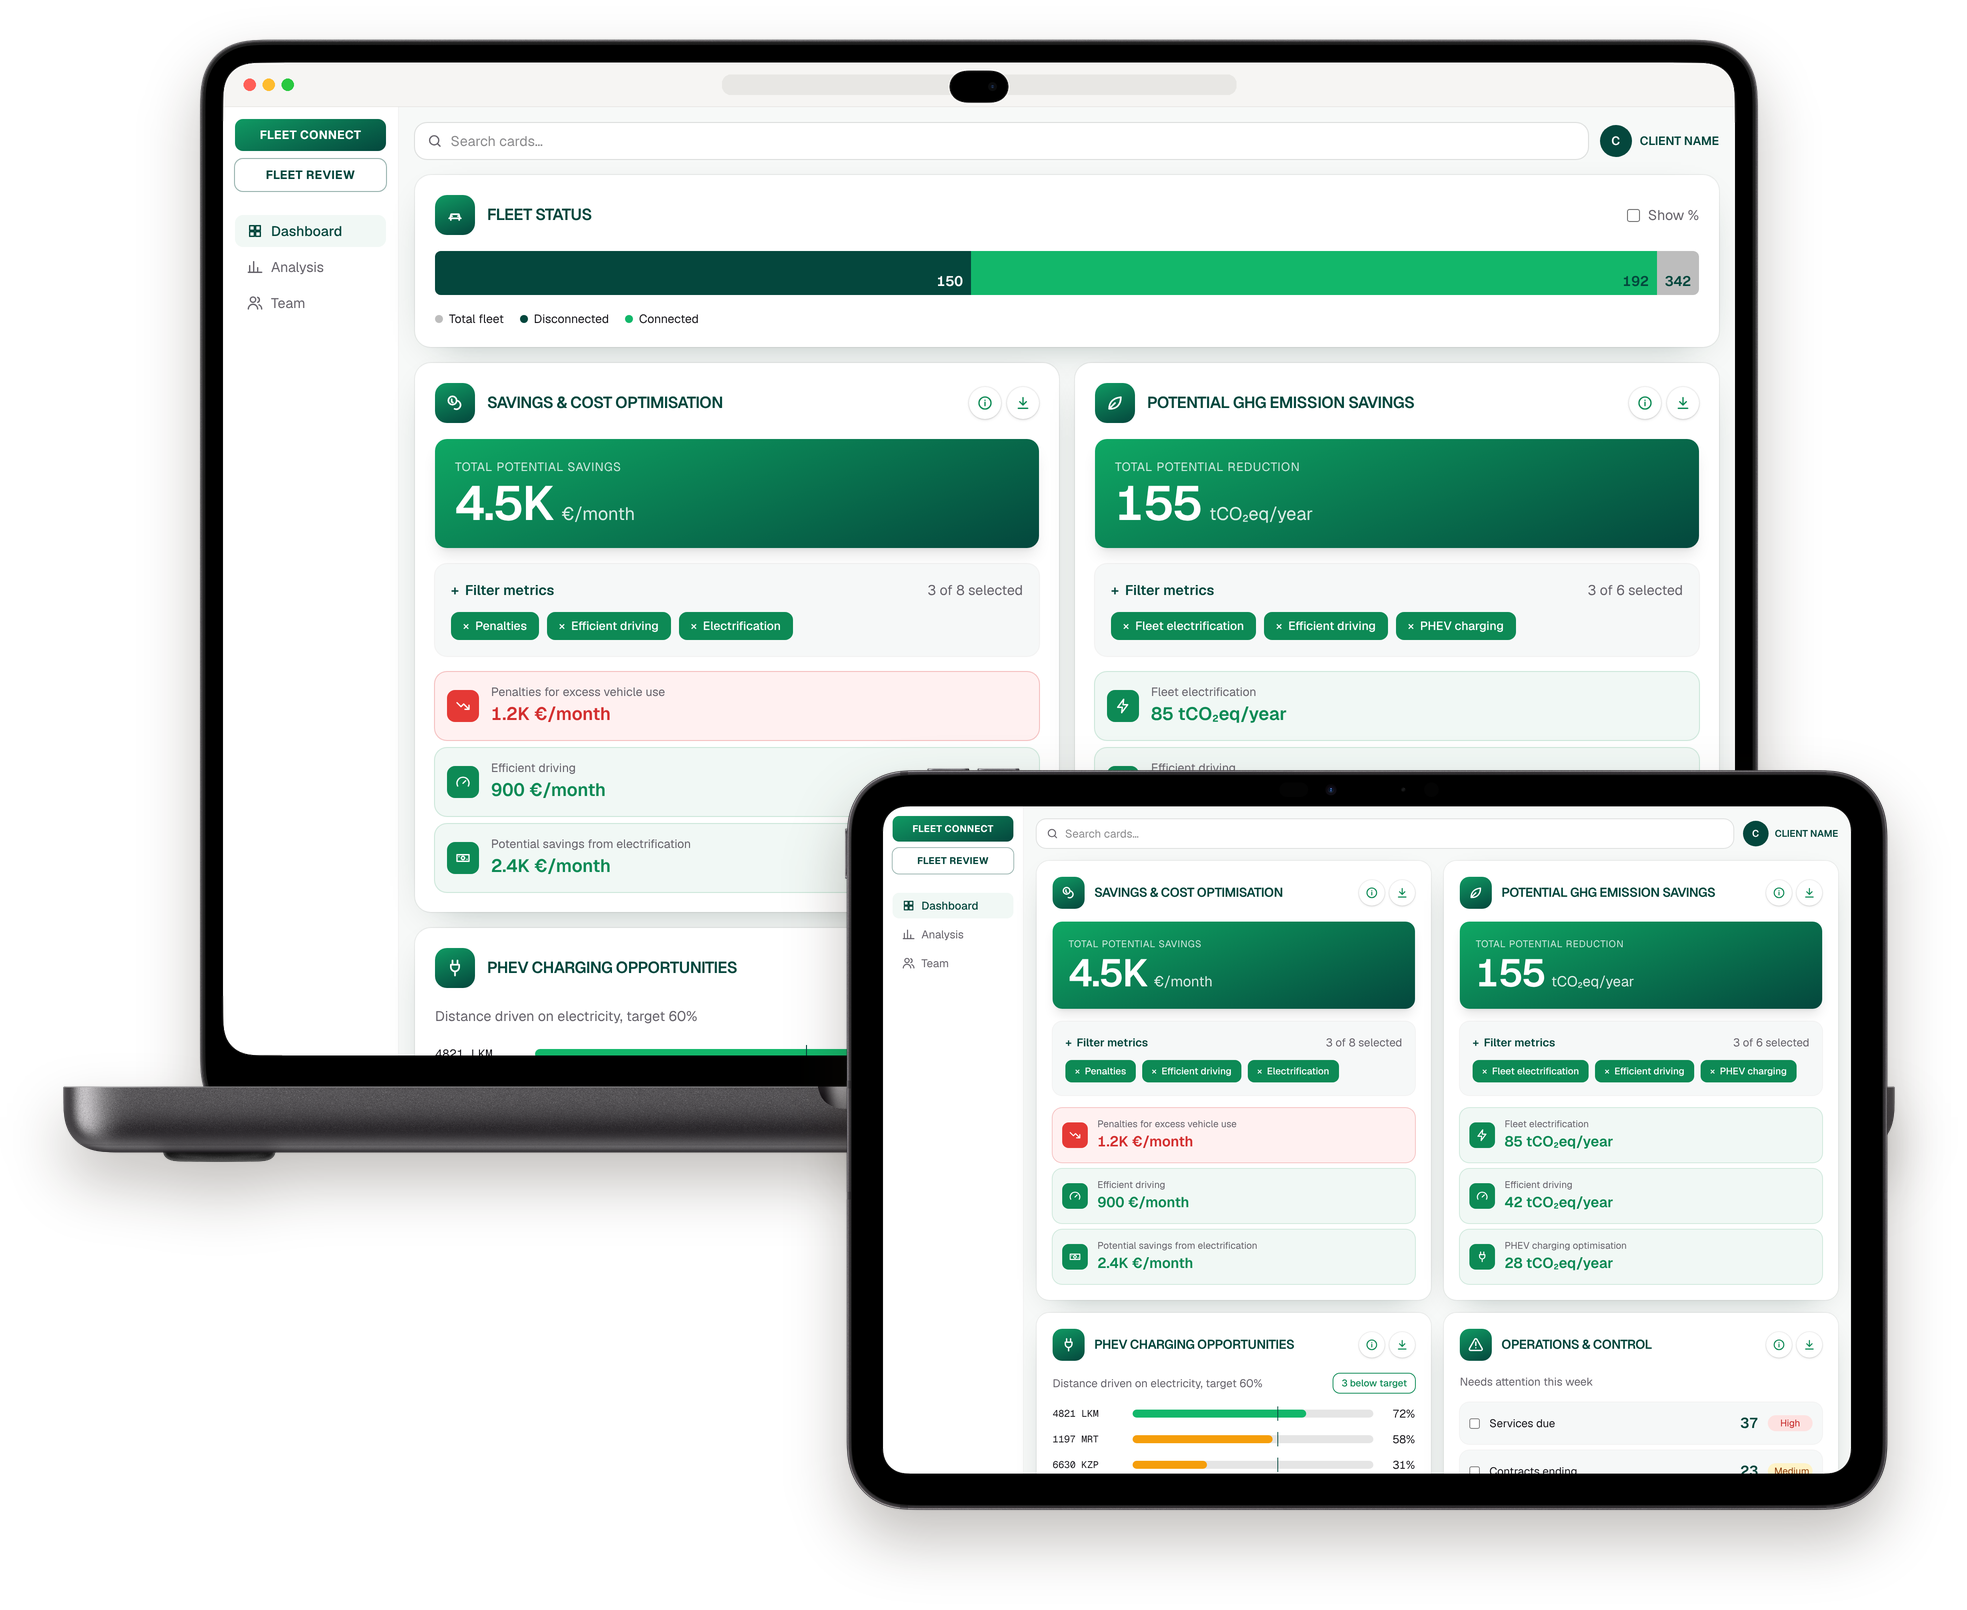 FLEET CONNECT
FLEET REVIEW
Dashboard
Analysis
Team
Search cards...
C CLIENT NAME
FLEET STATUS
Show %
150 192 342
Total fleet Disconnected Connected
SAVINGS & COST OPTIMISATION
TOTAL POTENTIAL SAVINGS
4.5K €/month
+ Filter metrics 3 of 8 selected
× Penalties × Efficient driving × Electrification
Penalties for excess vehicle use
1.2K €/month
Efficient driving
900 €/month
Potential savings from electrification
2.4K €/month
POTENTIAL GHG EMISSION SAVINGS
TOTAL POTENTIAL REDUCTION
155 tCO₂eq/year
+ Filter metrics 3 of 6 selected
× Fleet electrification × Efficient driving × PHEV charging
Fleet electrification
85 tCO₂eq/year
Efficient driving
PHEV CHARGING OPPORTUNITIES
Distance driven on electricity, target 60%
4821 LKM
FLEET CONNECT
FLEET REVIEW
Dashboard
Analysis
Team
Search cards...
C CLIENT NAME
SAVINGS & COST OPTIMISATION
TOTAL POTENTIAL SAVINGS
4.5K €/month
+ Filter metrics 3 of 8 selected
× Penalties × Efficient driving × Electrification
Penalties for excess vehicle use
1.2K €/month
Efficient driving
900 €/month
Potential savings from electrification
2.4K €/month
POTENTIAL GHG EMISSION SAVINGS
TOTAL POTENTIAL REDUCTION
155 tCO₂eq/year
+ Filter metrics 3 of 6 selected
× Fleet electrification × Efficient driving × PHEV charging
Fleet electrification
85 tCO₂eq/year
Efficient driving
42 tCO₂eq/year
PHEV charging optimisation
28 tCO₂eq/year
PHEV CHARGING OPPORTUNITIES
Distance driven on electricity, target 60% 3 below target
4821 LKM 72%
1197 MRT 58%
6630 KZP 31%
OPERATIONS & CONTROL
Needs attention this week
Services due 37 High
Contracts ending 23 Medium